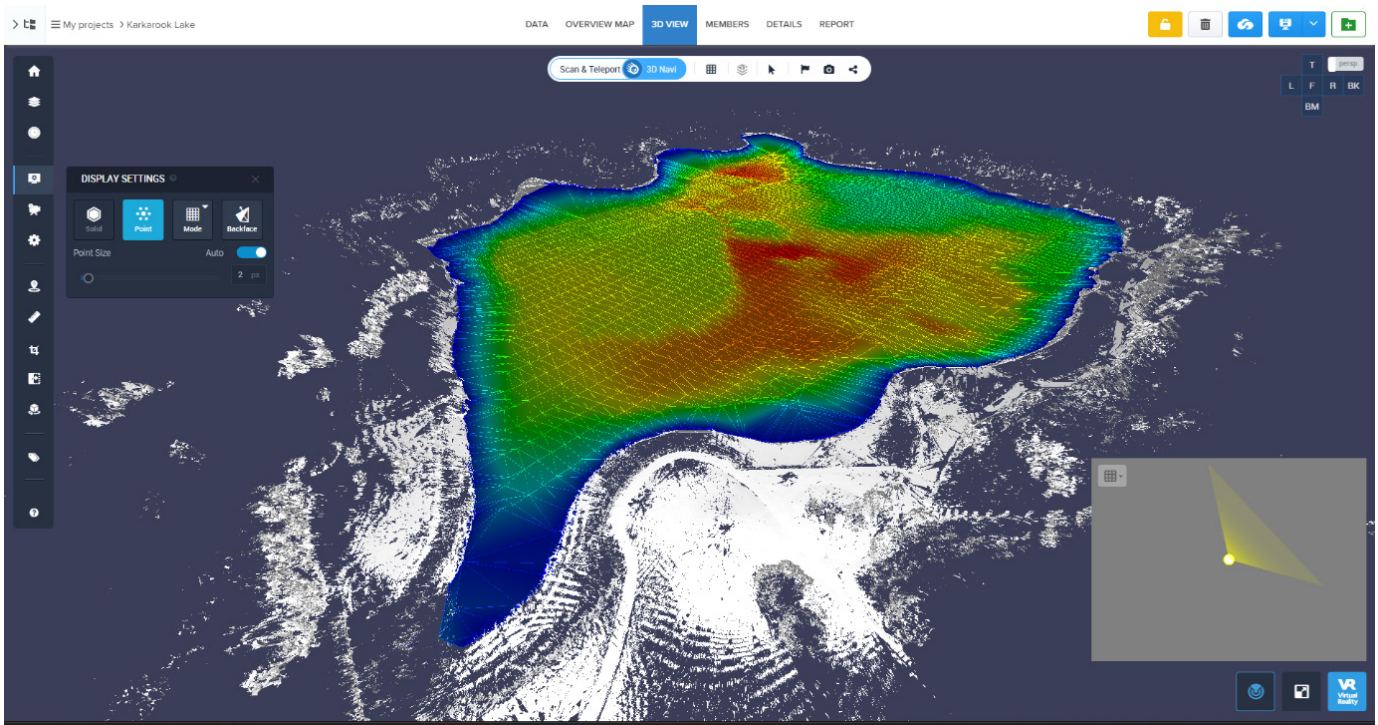 My projects > Karkarook Lake
DATA OVERVIEW MAP 3D VIEW MEMBERS DETAILS REPORT
Scan & Teleport 3D Navi
T persp.
L F R BK
BM
DISPLAY SETTINGS
Solid Point Mode Backface
Point Size Auto
2 px
VR
Virtual
Reality